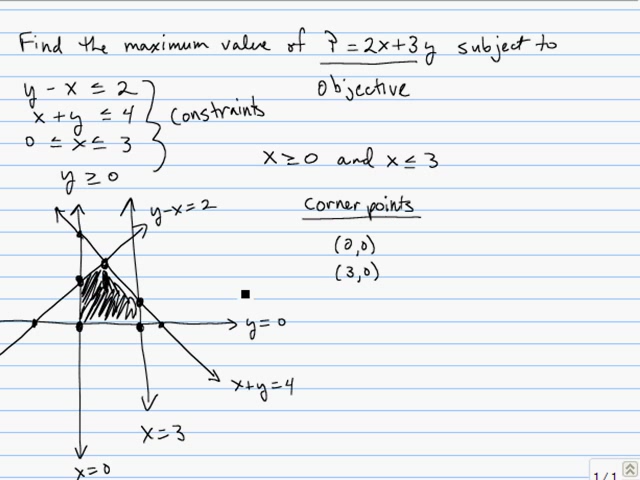 Find the maximum value of P = 2x+3y subject to
Objective
y - x ≤ 2
x + y ≤ 4
0 ≤ x ≤ 3
y ≥ 0
Constraints
x ≥ 0 and x ≤ 3
Corner points
(0,0)
(3,0)
y-x=2
y=0
x+y=4
x=3
x=0
1/1